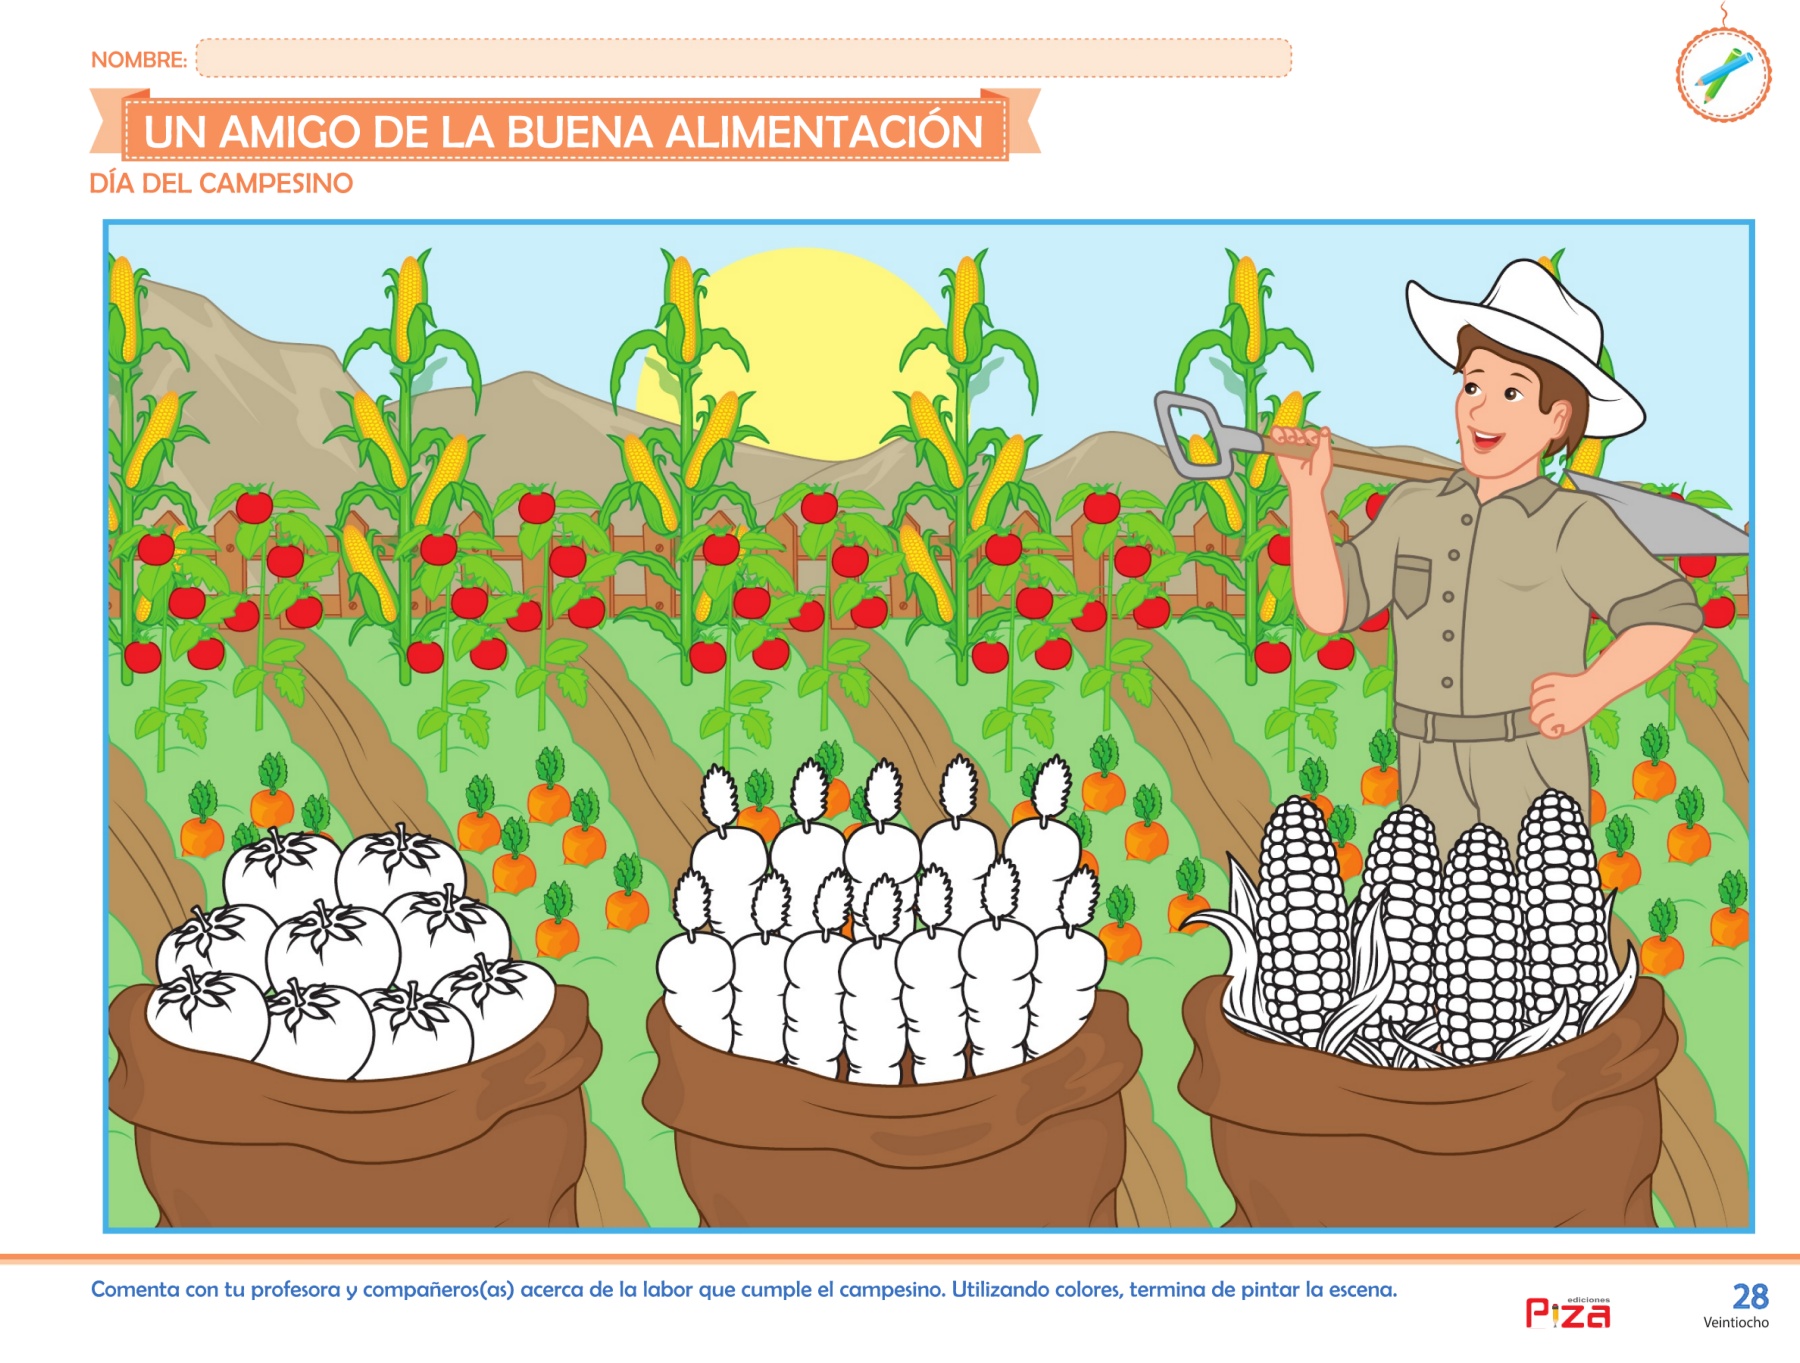 NOMBRE:
UN AMIGO DE LA BUENA ALIMENTACIÓN
DÍA DEL CAMPESINO
Comenta con tu profesora y compañeros(as) acerca de la labor que cumple el campesino. Utilizando colores, termina de pintar la escena.
ediciones
Piza
28
Veintiocho